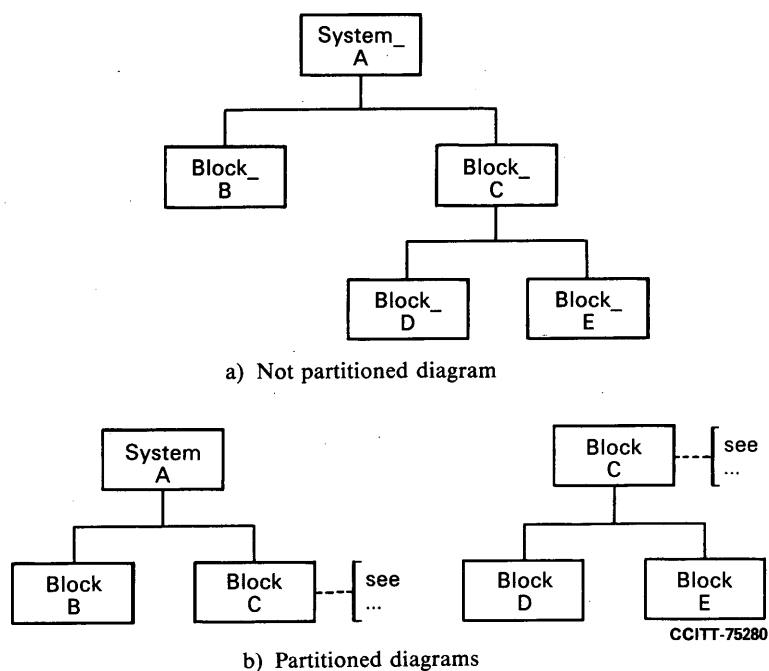 System_
A
Block_
B
Block_
C
Block_
D
Block_
E
a) Not partitioned diagram
System
A
Block
B
Block
C
see
...
Block
C
see
...
Block
D
Block
E
CCITT-75280
b) Partitioned diagrams